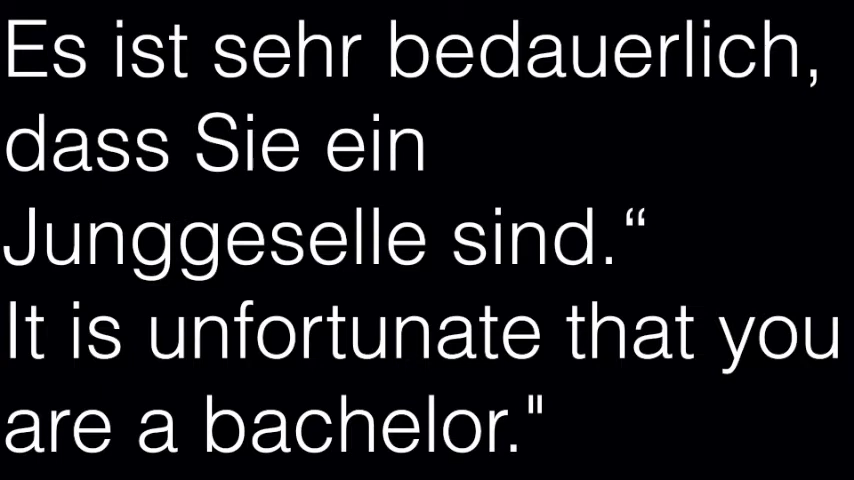 Es ist sehr bedauerlich,
dass Sie ein
Junggeselle sind.“
It is unfortunate that you
are a bachelor."